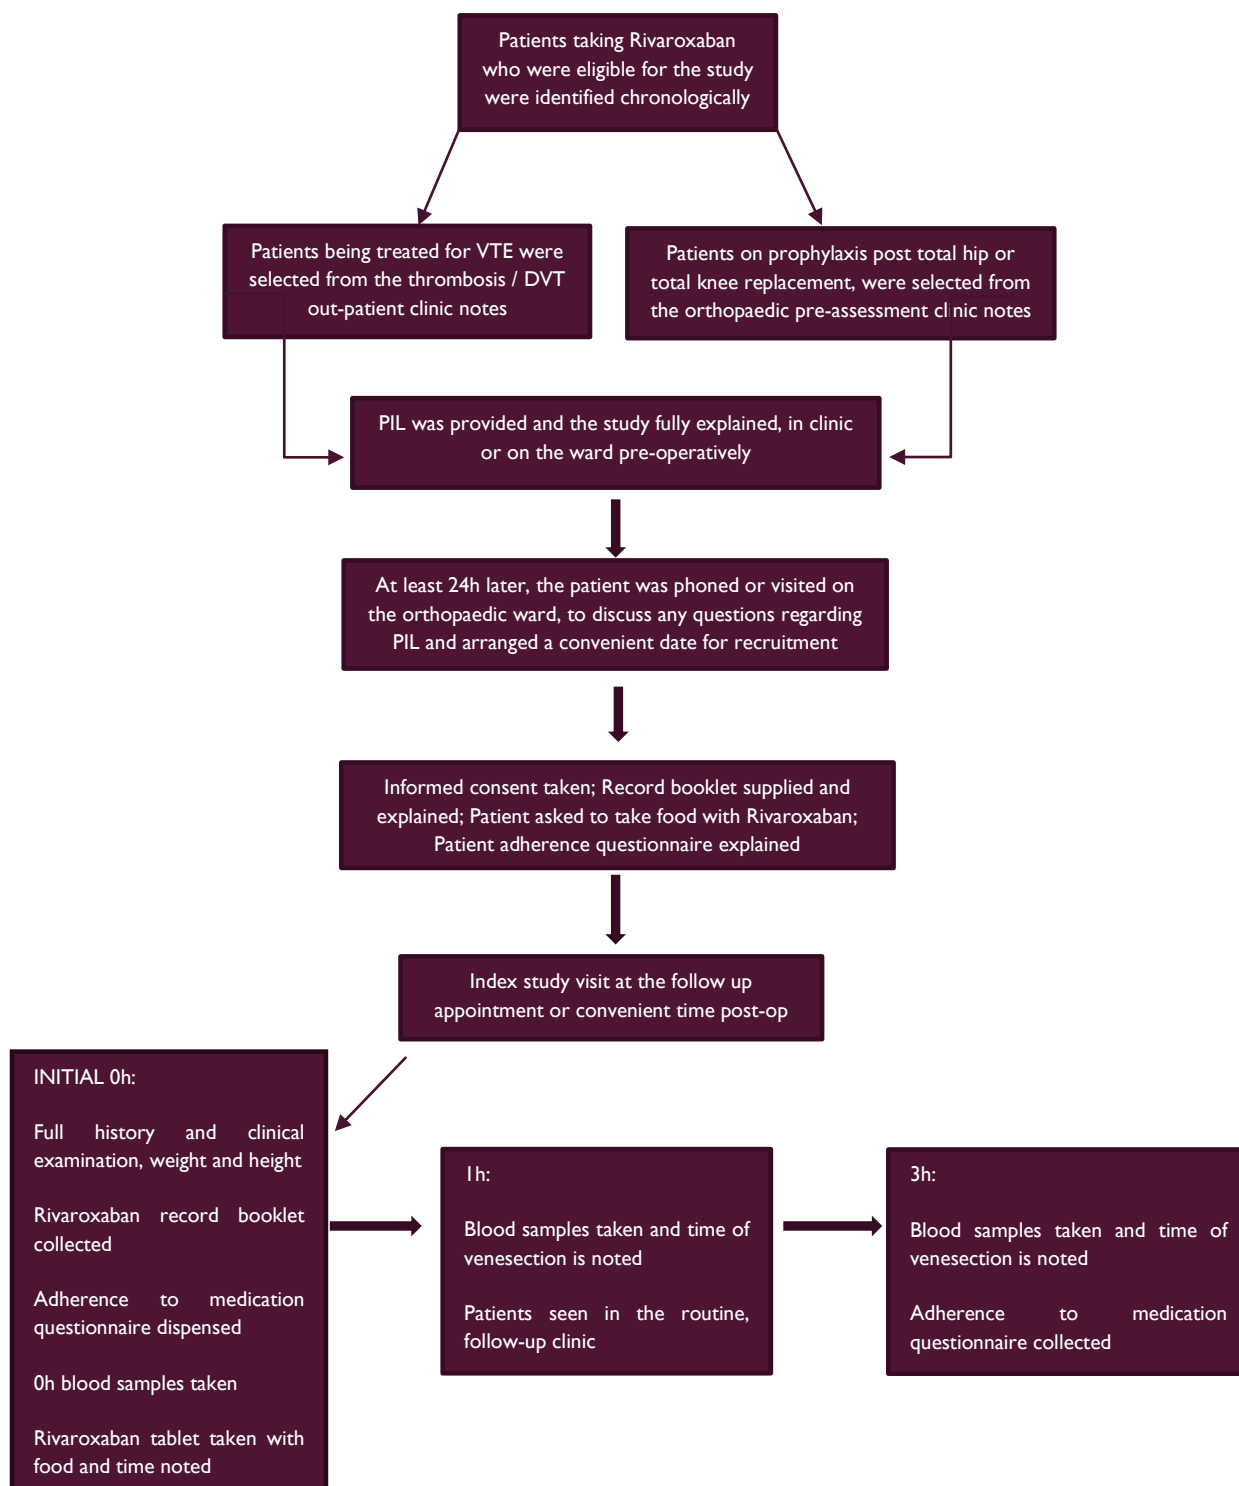 Patients taking Rivaroxaban
who were eligible for the study
were identified chronologically
Patients being treated for VTE were
selected from the thrombosis / DVT
out-patient clinic notes
Patients on prophylaxis post total hip or
total knee replacement, were selected from
the orthopaedic pre-assessment clinic notes
PIL was provided and the study fully explained, in clinic
or on the ward pre-operatively
At least 24h later, the patient was phoned or visited on
the orthopaedic ward, to discuss any questions regarding
PIL and arranged a convenient date for recruitment
Informed consent taken; Record booklet supplied and
explained; Patient asked to take food with Rivaroxaban;
Patient adherence questionnaire explained
Index study visit at the follow up
appointment or convenient time post-op
INITIAL 0h:
Full history and clinical
examination, weight and height
Rivaroxaban record booklet
collected
Adherence to medication
questionnaire dispensed
0h blood samples taken
Rivaroxaban tablet taken with
food and time noted
1h:
Blood samples taken and time of
venesection is noted
Patients seen in the routine,
follow-up clinic
3h:
Blood samples taken and time of
venesection is noted
Adherence to medication
questionnaire collected